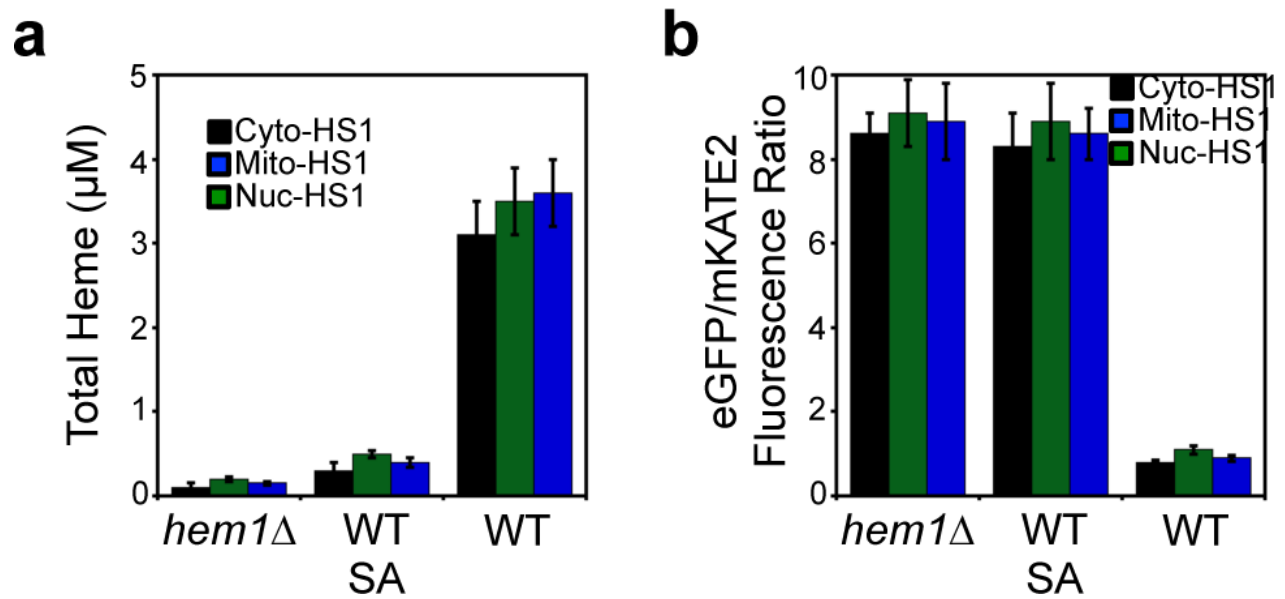 a
Total Heme (μM)
5
4
3
2
1
0
Cyto-HS1
Mito-HS1
Nuc-HS1
hem1Δ
WT
SA
WT
b
eGFP/mKATE2
Fluorescence Ratio
10
8
6
4
2
0
Cyto-HS1
Mito-HS1
Nuc-HS1
hem1Δ
WT
SA
WT